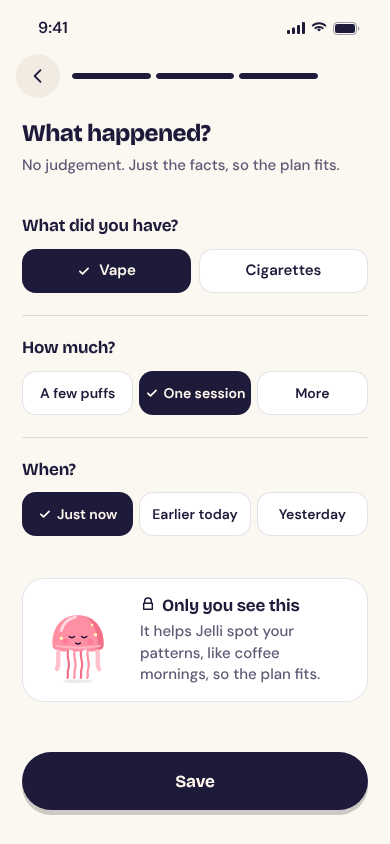 9:41
What happened?
No judgement. Just the facts, so the plan fits.
What did you have?
Vape
Cigarettes
How much?
A few puffs
One session
More
When?
Just now
Earlier today
Yesterday
Only you see this
It helps Jelli spot your
patterns, like coffee
mornings, so the plan fits.
Save